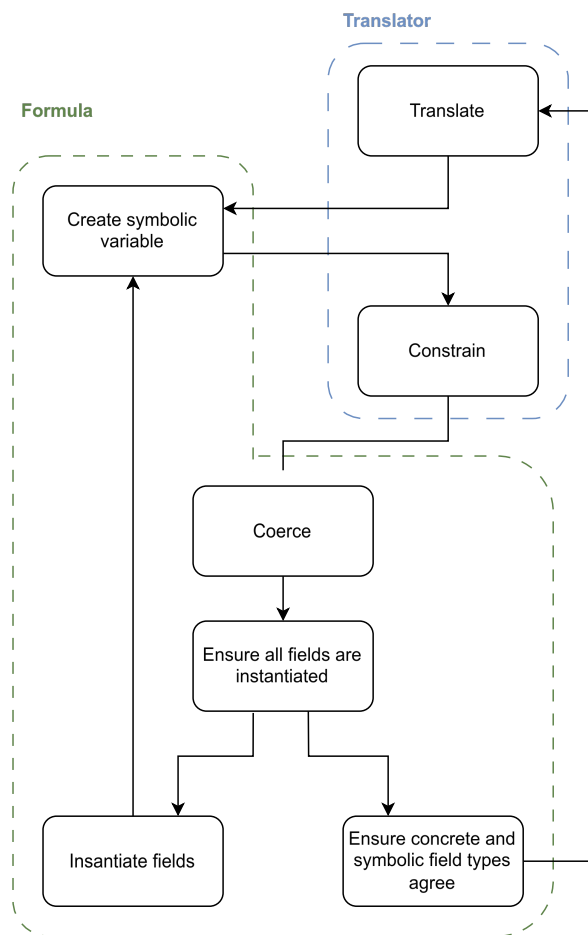 Translator
Translate
Formula
Create symbolic
variable
Constrain
Coerce
Ensure all fields are
instantiated
Insantiate fields
Ensure concrete and
symbolic field types
agree